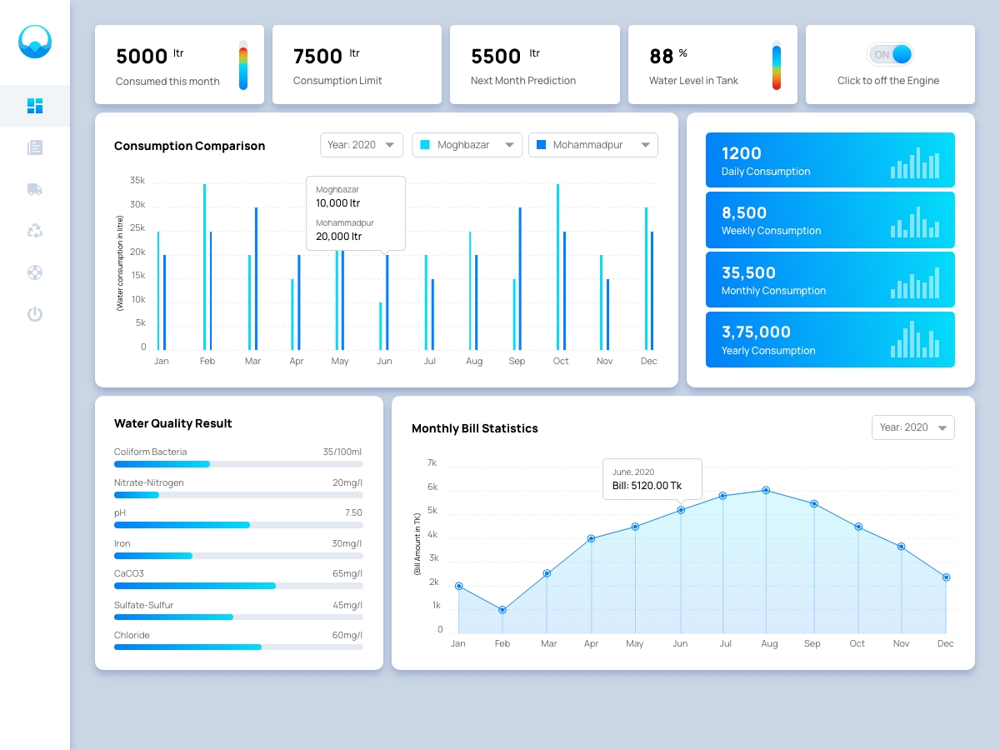 5000 ltr
Consumed this month
7500 ltr
Consumption Limit
5500 ltr
Next Month Prediction
88 %
Water Level in Tank
ON
Click to off the Engine
Consumption Comparison
Year: 2020
Moghbazar
Mohammadpur
35k
30k
25k
20k
15k
10k
5k
0
(Water consumption in litre)
Moghbazar
10,000 ltr
Mohammadpur
20,000 ltr
Jan Feb Mar Apr May Jun Jul Aug Sep Oct Nov Dec
1200
Daily Consumption
8,500
Weekly Consumption
35,500
Monthly Consumption
3,75,000
Yearly Consumption
Water Quality Result
Coliform Bacteria 35/100ml
Nitrate-Nitrogen 20mg/l
pH 7.50
Iron 30mg/l
CaCO3 65mg/l
Sulfate-Sulfur 45mg/l
Chloride 60mg/l
Monthly Bill Statistics
Year: 2020
7k
6k
5k
4k
3k
2k
1k
0
(Bill Amount in TK)
June, 2020
Bill: 5120.00 Tk
Jan Feb Mar Apr May Jun Jul Aug Sep Oct Nov Dec